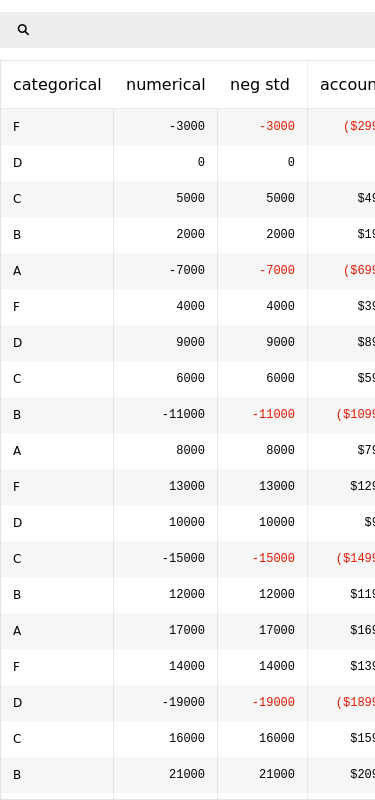 categorical numerical neg std accoun
F -3000 -3000 ($299
D 0 0
C 5000 5000 $49
B 2000 2000 $19
A -7000 -7000 ($699
F 4000 4000 $39
D 9000 9000 $89
C 6000 6000 $59
B -11000 -11000 ($1099
A 8000 8000 $79
F 13000 13000 $129
D 10000 10000 $9
C -15000 -15000 ($1499
B 12000 12000 $119
A 17000 17000 $169
F 14000 14000 $139
D -19000 -19000 ($1899
C 16000 16000 $159
B 21000 21000 $209